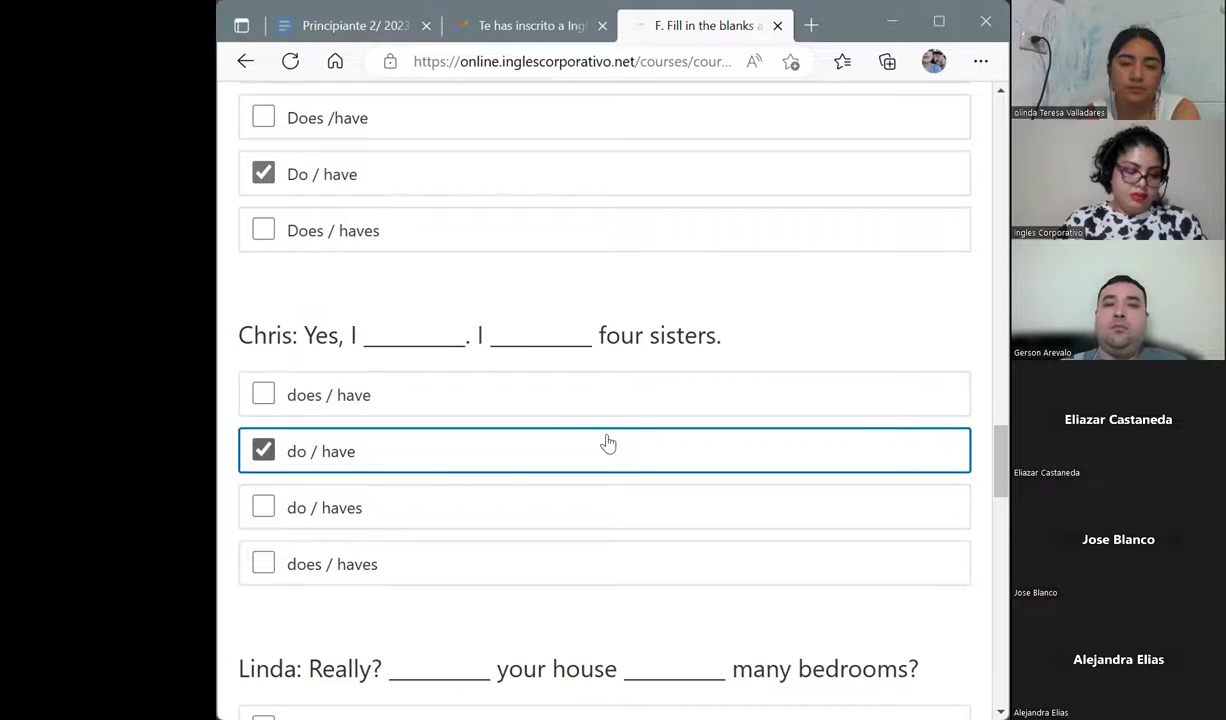 Principiante 2/ 2023
Te has inscrito a Ing
F. Fill in the blanks a
https://online.inglescorporativo.net/courses/cour...
Does /have
Do / have
Does / haves
Chris: Yes, I _________. I _________ four sisters.
does / have
do / have
do / haves
does / haves
Linda: Really? _________ your house _________ many bedrooms?
olinda Teresa Valladares
Ingles Corporativo
Gerson Arevalo
Eliazar Castaneda
Eliazar Castaneda
Jose Blanco
Jose Blanco
Alejandra Elias
Alejandra Elias